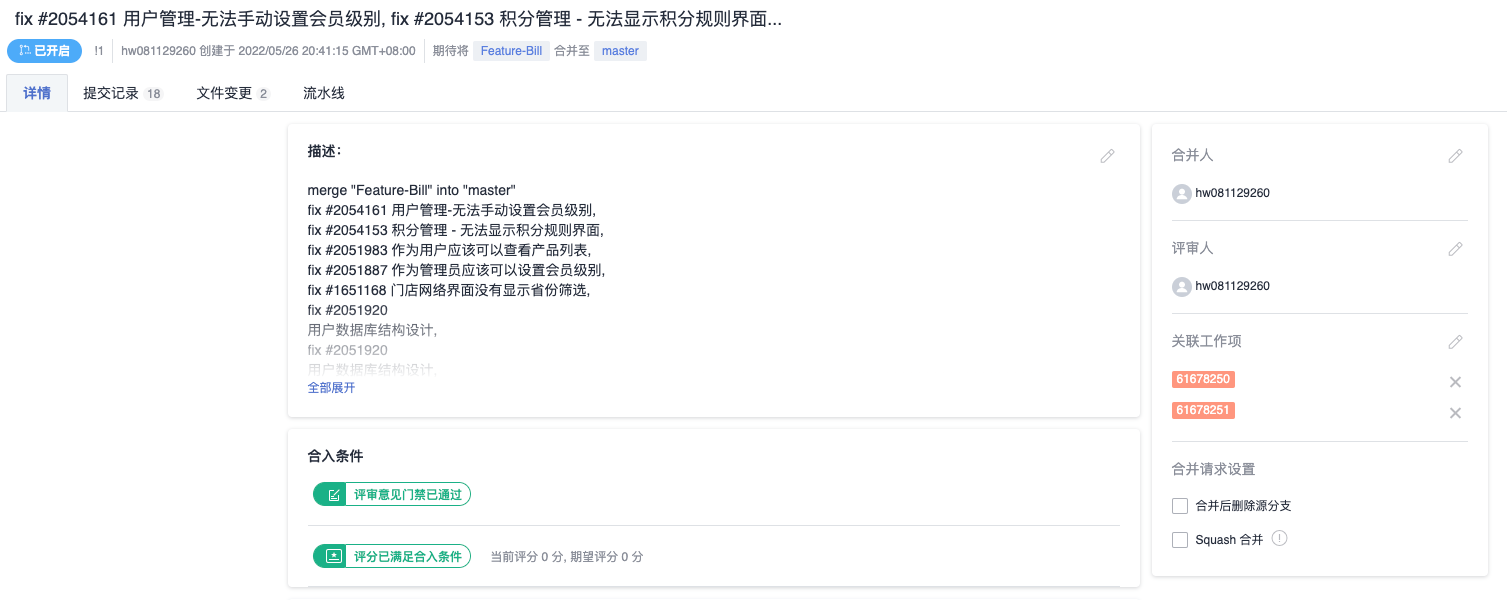 fix #2054161 用户管理-无法手动设置会员级别, fix #2054153 积分管理 - 无法显示积分规则界面...
已开启 !1 hw081129260 创建于 2022/05/26 20:41:15 GMT+08:00 期待将 Feature-Bill 合并至 master
详情 提交记录 18 文件变更 2 流水线
描述：
merge "Feature-Bill" into "master"
fix #2054161 用户管理-无法手动设置会员级别,
fix #2054153 积分管理 - 无法显示积分规则界面,
fix #2051983 作为用户应该可以查看产品列表,
fix #2051887 作为管理员应该可以设置会员级别,
fix #1651168 门店网络界面没有显示省份筛选,
fix #2051920
用户数据库结构设计,
fix #2051920
用户数据库结构设计,
全部展开
合入条件
评审意见门禁已通过
评分已满足合入条件 当前评分 0 分, 期望评分 0 分
合并人
hw081129260
评审人
hw081129260
关联工作项
61678250
61678251
合并请求设置
合并后删除源分支
Squash 合并